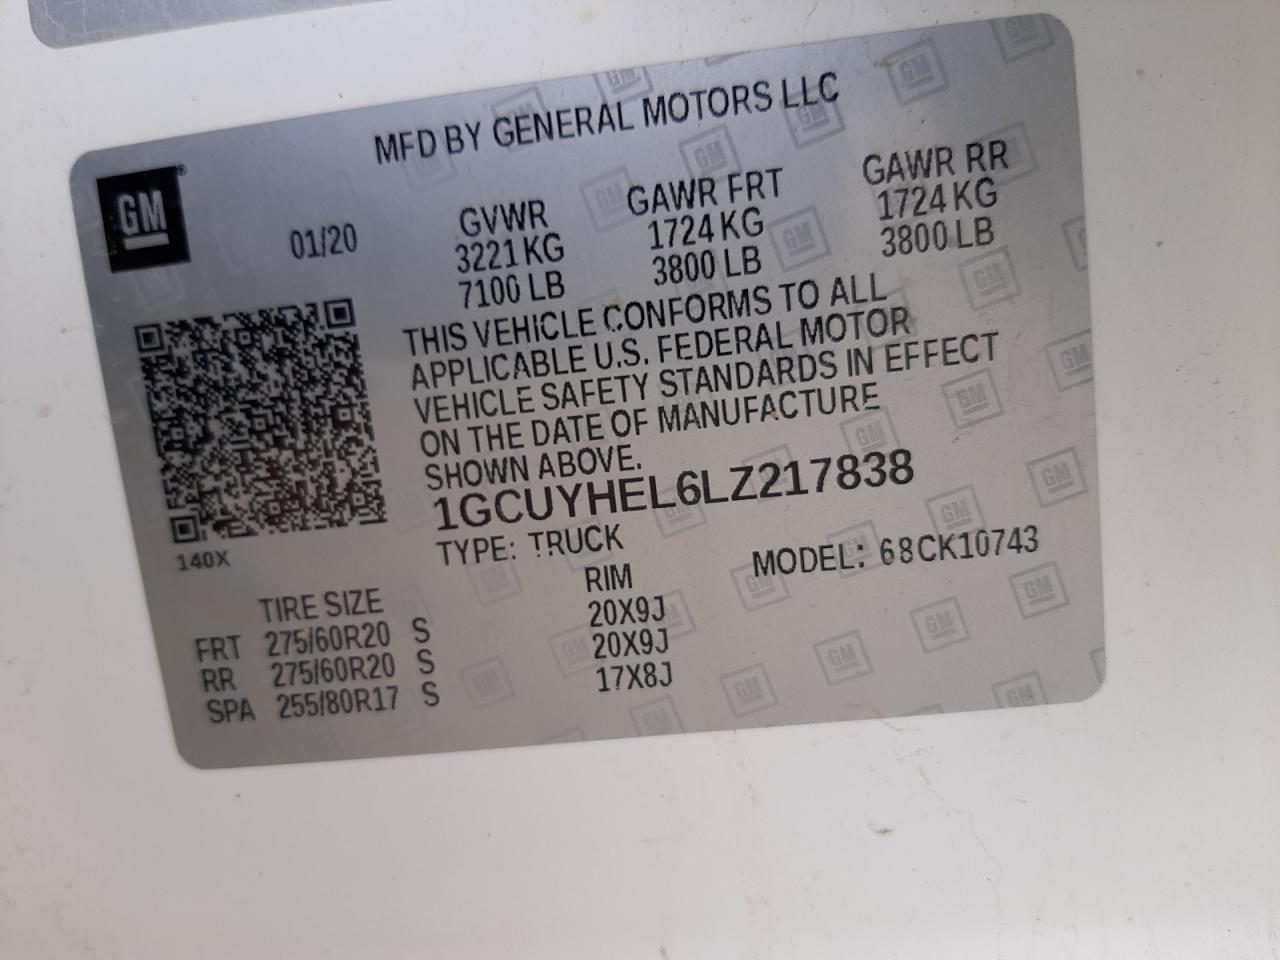 MFD BY GENERAL MOTORS LLC
GM
01/20
GVWR
3221 KG
7100 LB
GAWR FRT
1724 KG
3800 LB
GAWR RR
1724 KG
3800 LB
THIS VEHICLE CONFORMS TO ALL
APPLICABLE U.S. FEDERAL MOTOR
VEHICLE SAFETY STANDARDS IN EFFECT
ON THE DATE OF MANUFACTURE
SHOWN ABOVE.
1GCUYHEL6LZ217838
140X
TYPE: TRUCK
MODEL: 68CK10743
TIRE SIZE RIM
FRT 275/60R20 S 20X9J
RR 275/60R20 S 20X9J
SPA 255/80R17 S 17X8J